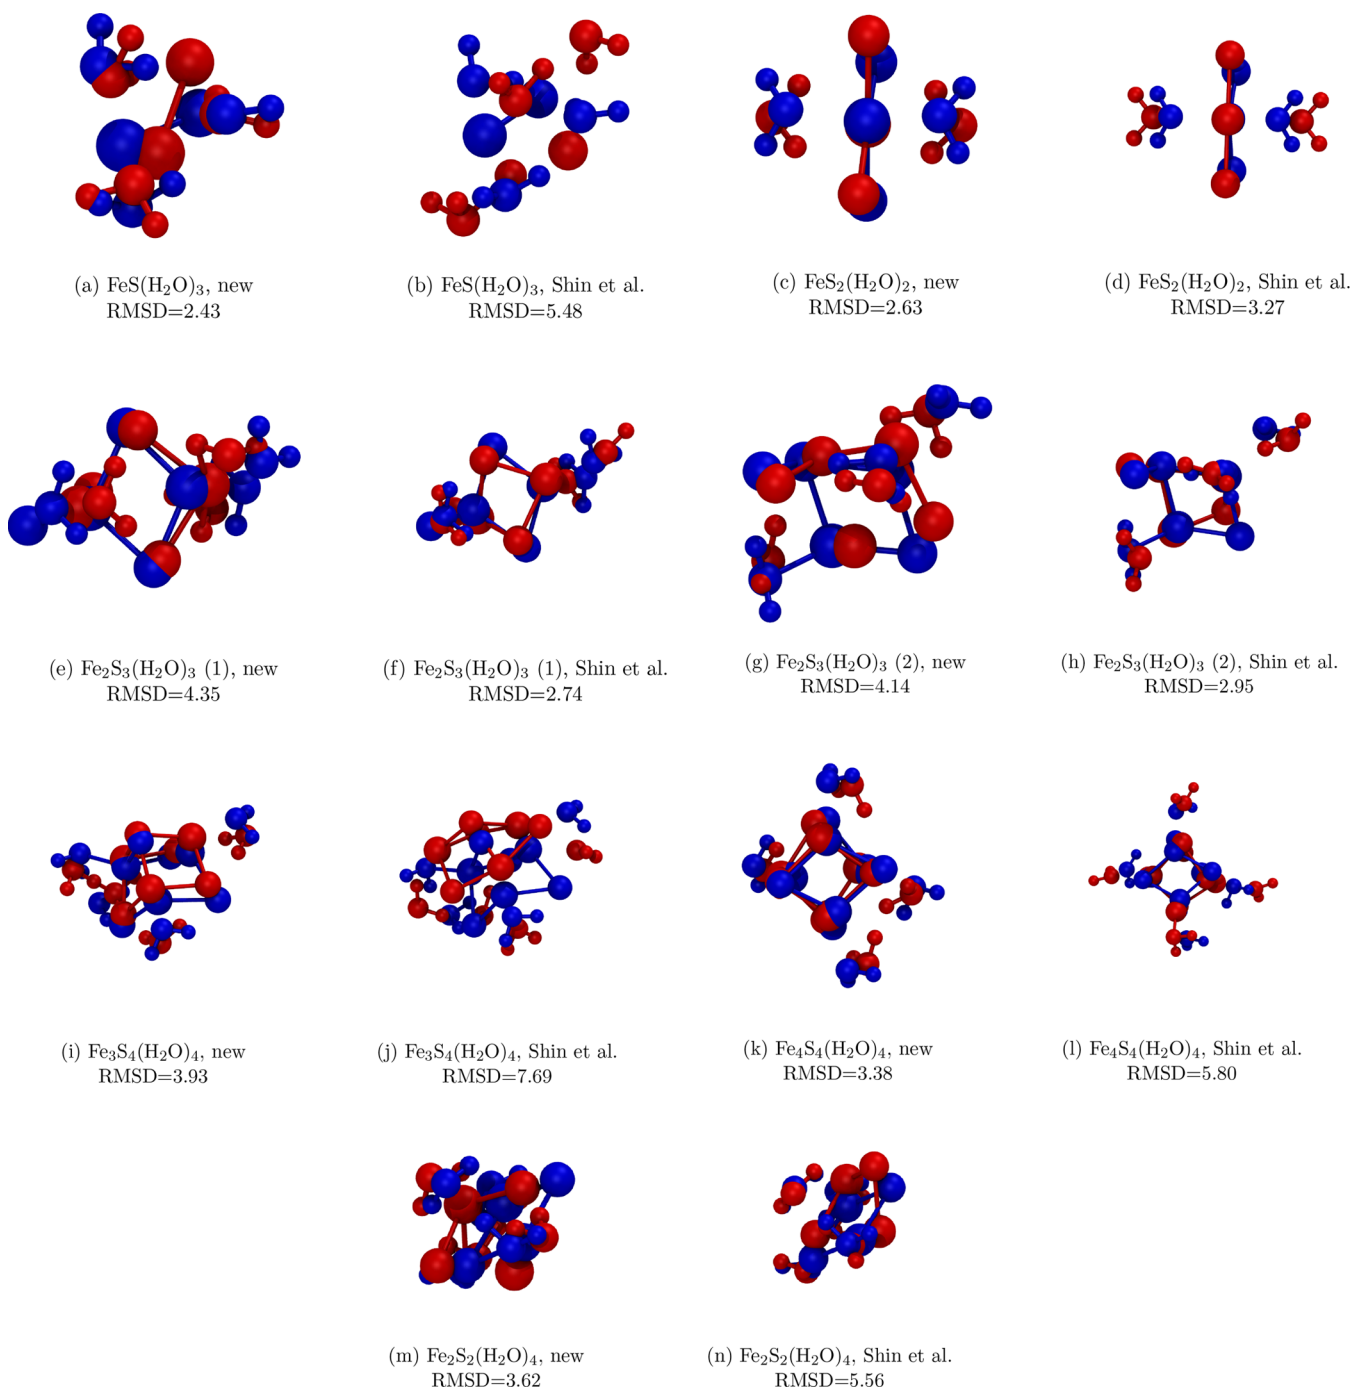 (a) FeS(H₂O)₃, new
RMSD=2.43
(b) FeS(H₂O)₃, Shin et al.
RMSD=5.48
(c) FeS₂(H₂O)₂, new
RMSD=2.63
(d) FeS₂(H₂O)₂, Shin et al.
RMSD=3.27
(e) Fe₂S₃(H₂O)₃ (1), new
RMSD=4.35
(f) Fe₂S₃(H₂O)₃ (1), Shin et al.
RMSD=2.74
(g) Fe₂S₃(H₂O)₃ (2), new
RMSD=4.14
(h) Fe₂S₃(H₂O)₃ (2), Shin et al.
RMSD=2.95
(i) Fe₃S₄(H₂O)₄, new
RMSD=3.93
(j) Fe₃S₄(H₂O)₄, Shin et al.
RMSD=7.69
(k) Fe₄S₄(H₂O)₄, new
RMSD=3.38
(l) Fe₄S₄(H₂O)₄, Shin et al.
RMSD=5.80
(m) Fe₂S₂(H₂O)₄, new
RMSD=3.62
(n) Fe₂S₂(H₂O)₄, Shin et al.
RMSD=5.56